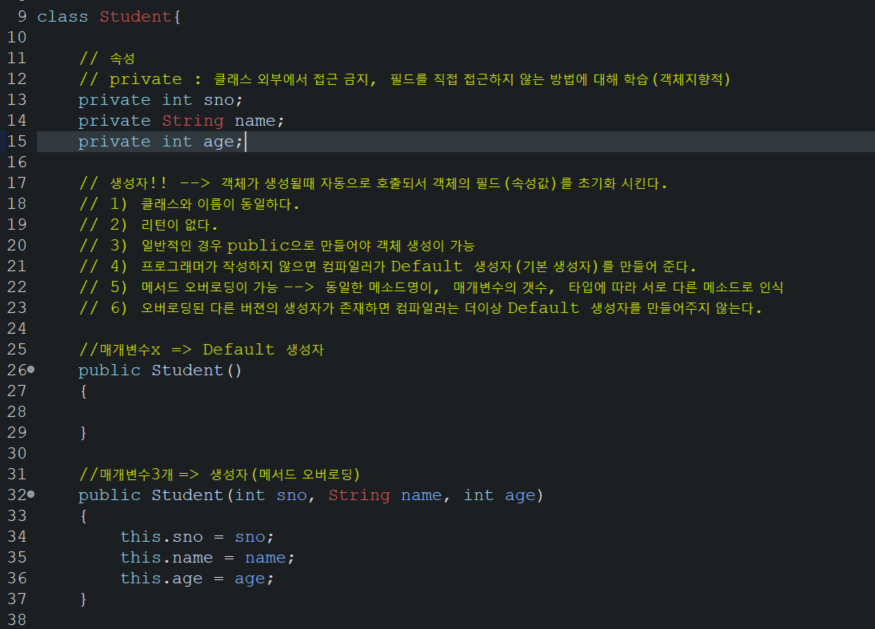 9 class Student{
10
11 // 속성
12 // private : 클래스 외부에서 접근 금지, 필드를 직접 접근하지 않는 방법에 대해 학습(객체지향적)
13 private int sno;
14 private String name;
15 private int age;
16
17 // 생성자!! --> 객체가 생성될때 자동으로 호출되서 객체의 필드(속성값)를 초기화 시킨다.
18 // 1) 클래스와 이름이 동일하다.
19 // 2) 리턴이 없다.
20 // 3) 일반적인 경우 public으로 만들어야 객체 생성이 가능
21 // 4) 프로그래머가 작성하지 않으면 컴파일러가 Default 생성자(기본 생성자)를 만들어 준다.
22 // 5) 메서드 오버로딩이 가능 --> 동일한 메소드명이, 매개변수의 갯수, 타입에 따라 서로 다른 메소드로 인식
23 // 6) 오버로딩된 다른 버젼의 생성자가 존재하면 컴파일러는 더이상 Default 생성자를 만들어주지 않는다.
24
25 //매개변수x => Default 생성자
26 public Student()
27 {
28
29 }
30
31 //매개변수3개 => 생성자(메서드 오버로딩)
32 public Student(int sno, String name, int age)
33 {
34 this.sno = sno;
35 this.name = name;
36 this.age = age;
37 }
38